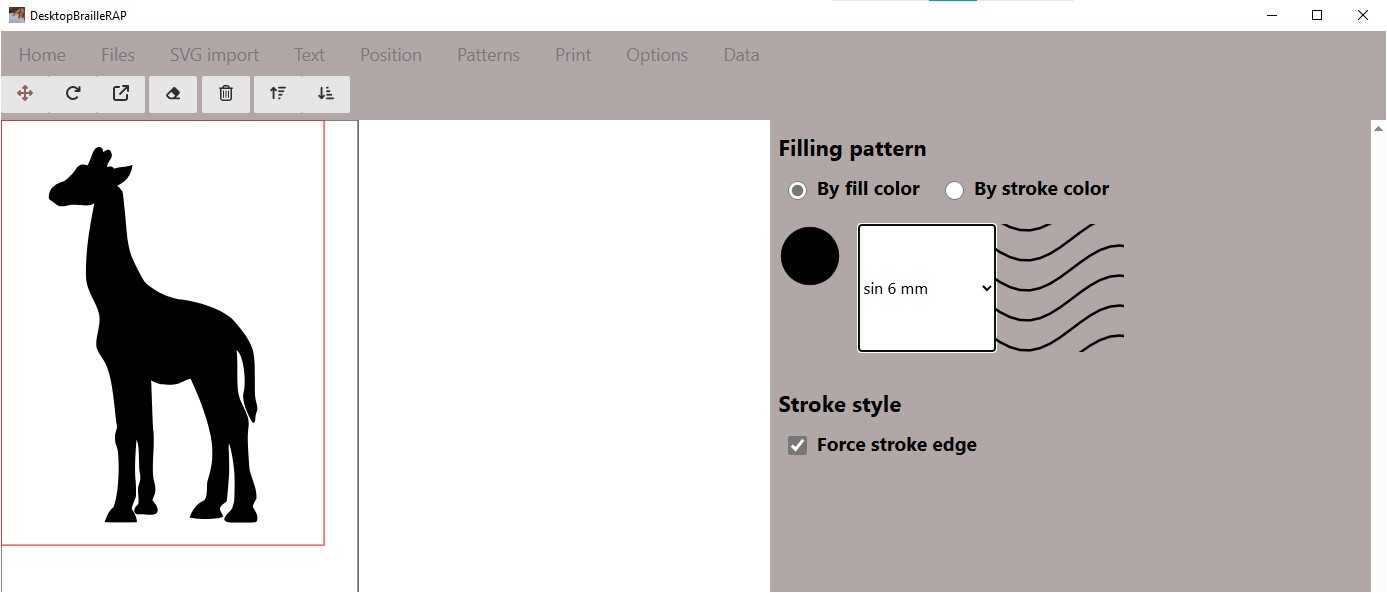 DesktopBrailleRAP
Home Files SVG import Text Position Patterns Print Options Data
Filling pattern
By fill color By stroke color
sin 6 mm
Stroke style
Force stroke edge